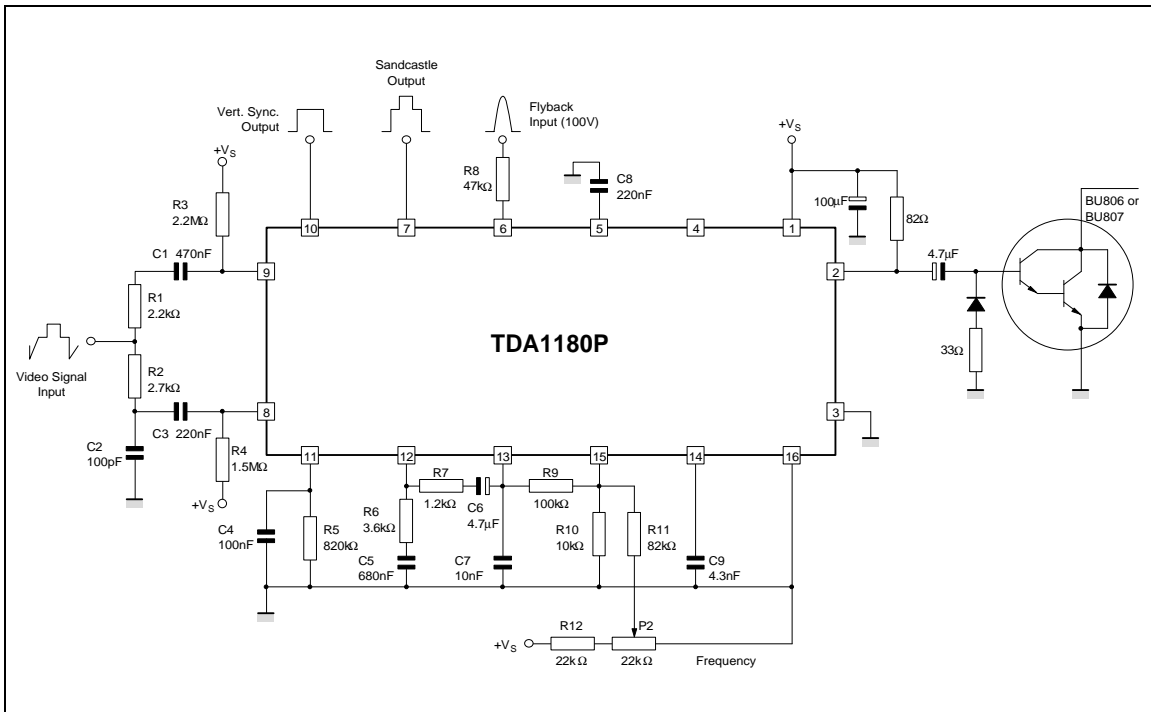 Sandcastle
Output
Vert. Sync.
Output
Flyback
Input (100V)
+VS
+VS
R3
2.2MΩ
R8
47kΩ
C8
220nF
100µF
82Ω
BU806 or
BU807
10
7
6
5
4
1
C1 470nF
9
2
4.7µF
R1
2.2kΩ
TDA1180P
33Ω
Video Signal
Input
R2
2.7kΩ
8
3
C3 220nF
C2
100pF
R4
1.5MΩ
+VS
11
12
13
15
14
16
R7
1.2kΩ
C6
4.7µF
R9
100kΩ
C4
100nF
R5
820kΩ
R6
3.6kΩ
C5
680nF
C7
10nF
R10
10kΩ
R11
82kΩ
C9
4.3nF
+VS
R12
22kΩ
P2
22kΩ
Frequency